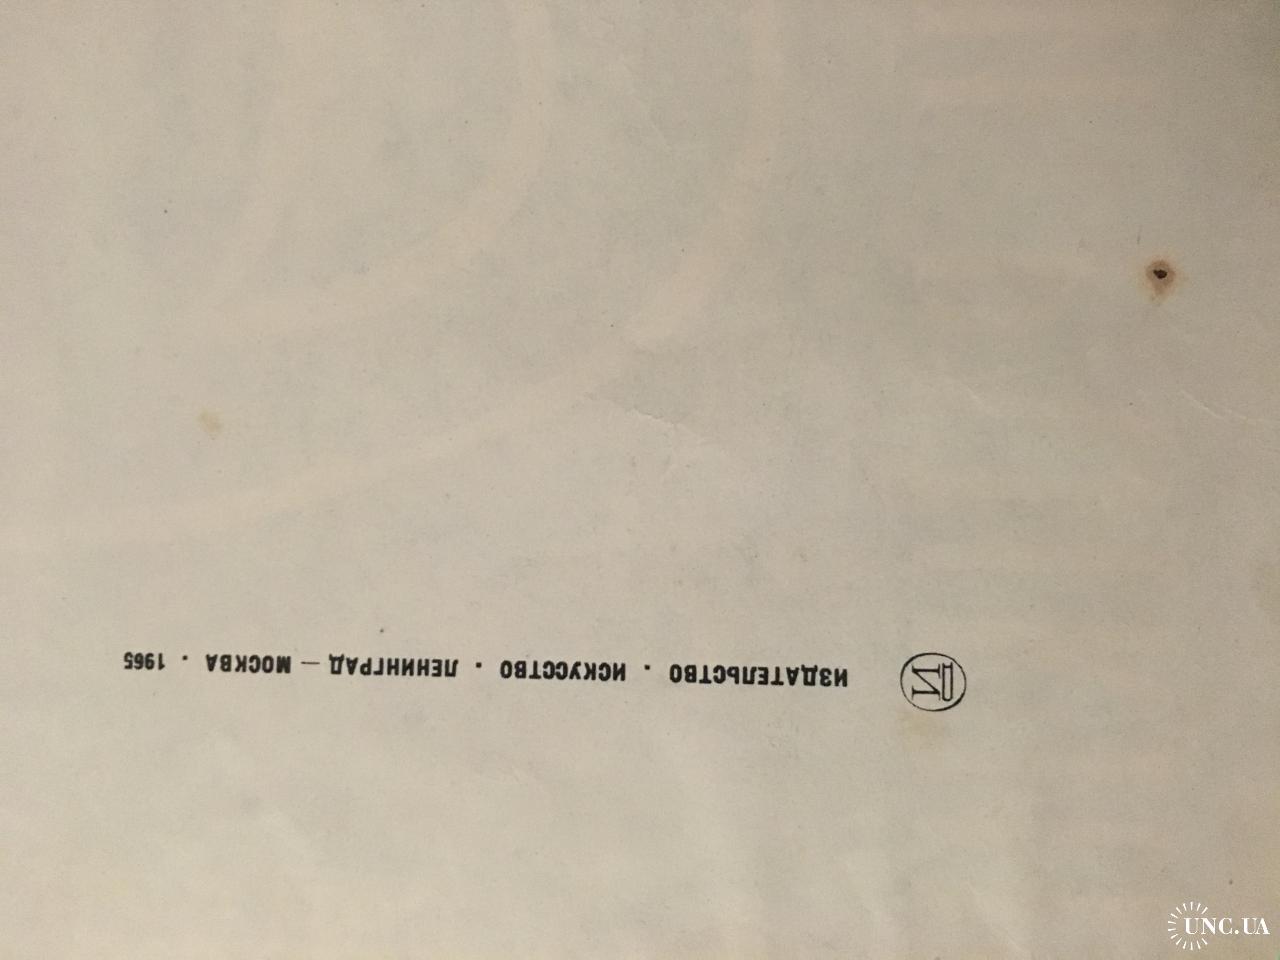 ИЗДАТЕЛЬСТВО . ИСКУССТВО . ЛЕНИНГРАД — МОСКВА . 1965
UNC.UA